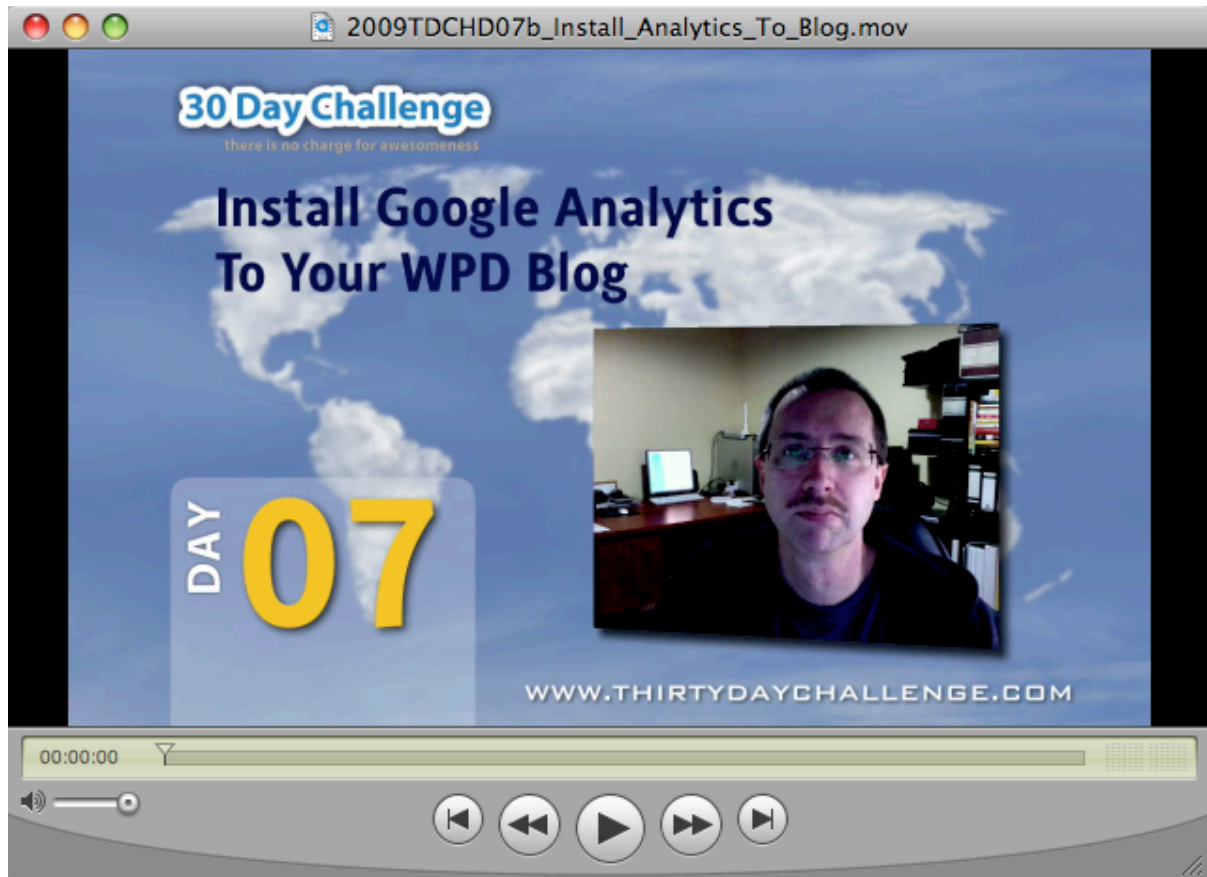 2009TDCHD07b_Install_Analytics_To_Blog.mov
30 Day Challenge
there is no charge for awesomeness
Install Google Analytics
To Your WPD Blog
DAY
07
WWW.THIRTYDAYCHALLENGE.COM
00:00:00